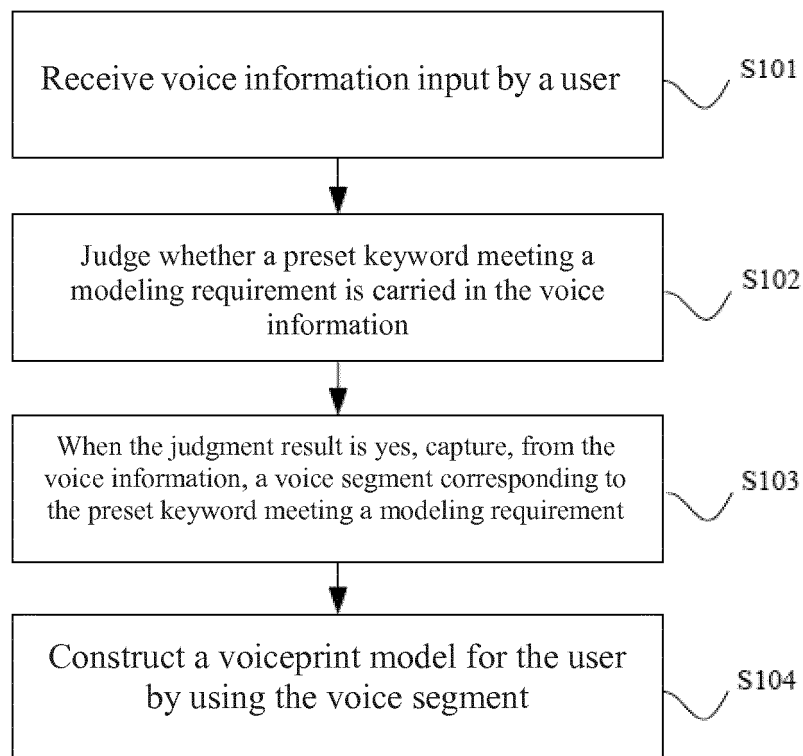 Receive voice information input by a user
S101
Judge whether a preset keyword meeting a
modeling requirement is carried in the voice
information
S102
When the judgment result is yes, capture, from the
voice information, a voice segment corresponding to
the preset keyword meeting a modeling requirement
S103
Construct a voiceprint model for the user
by using the voice segment
S104